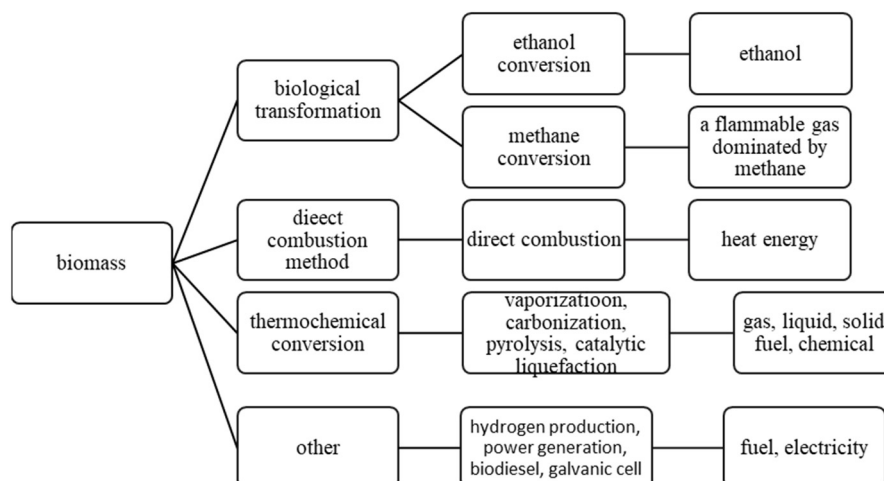 biomass
biological
transformation
ethanol
conversion
ethanol
methane
conversion
a flammable gas
dominated by
methane
dieect
combustion
method
direct combustion
heat energy
thermochemical
conversion
vaporizatioon,
carbonization,
pyrolysis, catalytic
liquefaction
gas, liquid, solid
fuel, chemical
other
hydrogen production,
power generation,
biodiesel, galvanic cell
fuel, electricity